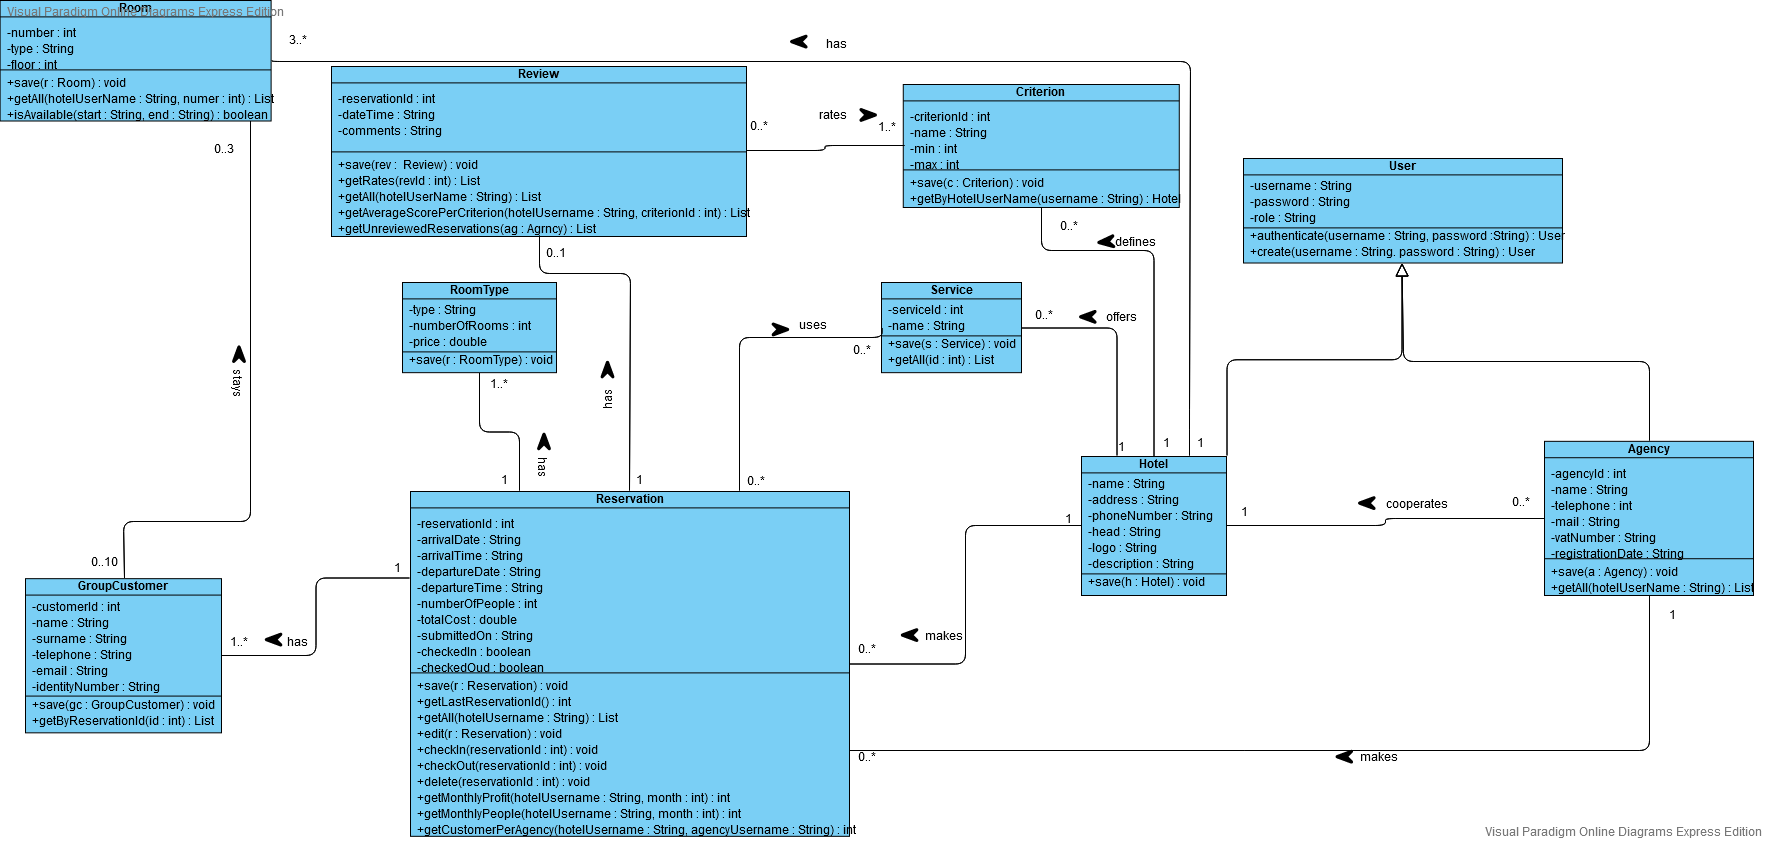 Room
Visual Paradigm Online Diagrams Express Edition
-number : int
-type : String
-floor : int
+save(r : Room) : void
+getAll(hotelUserName : String, numer : int) : List
+isAvailable(start : String, end : String) : boolean
3..*
has
0..3
stays
0..10
Review
-reservationId : int
-dateTime : String
-comments : String
+save(rev : Review) : void
+getRates(revId : int) : List
+getAll(hotelUserName : String) : List
+getAverageScorePerCriterion(hotelUsername : String, criterionId : int) : List
+getUnreviewedReservations(ag : Agrncy) : List
rates
0..*
1..*
0..1
Criterion
-criterionId : int
-name : String
-min : int
-max : int
+save(c : Criterion) : void
+getByHotelUserName(username : String) : Hotel
0..*
defines
User
-username : String
-password : String
-role : String
+authenticate(username : String, password :String) : User
+create(username : String. password : String) : User
RoomType
-type : String
-numberOfRooms : int
-price : double
+save(r : RoomType) : void
1..*
has
1
has
1
Service
-serviceId : int
-name : String
+save(s : Service) : void
+getAll(id : int) : List
uses
0..*
0..*
0..*
offers
1
1
1
Hotel
-name : String
-address : String
-phoneNumber : String
-head : String
-logo : String
-description : String
+save(h : Hotel) : void
1
1
cooperates
0..*
Agency
-agencyId : int
-name : String
-telephone : int
-mail : String
-vatNumber : String
-registrationDate : String
+save(a : Agency) : void
+getAll(hotelUserName : String) : List
1
Reservation
-reservationId : int
-arrivalDate : String
-arrivalTime : String
-departureDate : String
-departureTime : String
-numberOfPeople : int
-totalCost : double
-submittedOn : String
-checkedIn : boolean
-checkedOud : boolean
+save(r : Reservation) : void
+getLastReservationId() : int
+getAll(hotelUsername : String) : List
+edit(r : Reservation) : void
+checkIn(reservationId : int) : void
+checkOut(reservationId : int) : void
+delete(reservationId : int) : void
+getMonthlyProfit(hotelUsername : String, month : int) : int
+getMonthlyPeople(hotelUsername : String, month : int) : int
+getCustomerPerAgency(hotelUsername : String, agencyUsername : String) : int
makes
0..*
0..*
makes
GroupCustomer
-customerId : int
-name : String
-surname : String
-telephone : String
-email : String
-identityNumber : String
+save(gc : GroupCustomer) : void
+getByReservationId(id : int) : List
1
1..*
has
Visual Paradigm Online Diagrams Express Edition